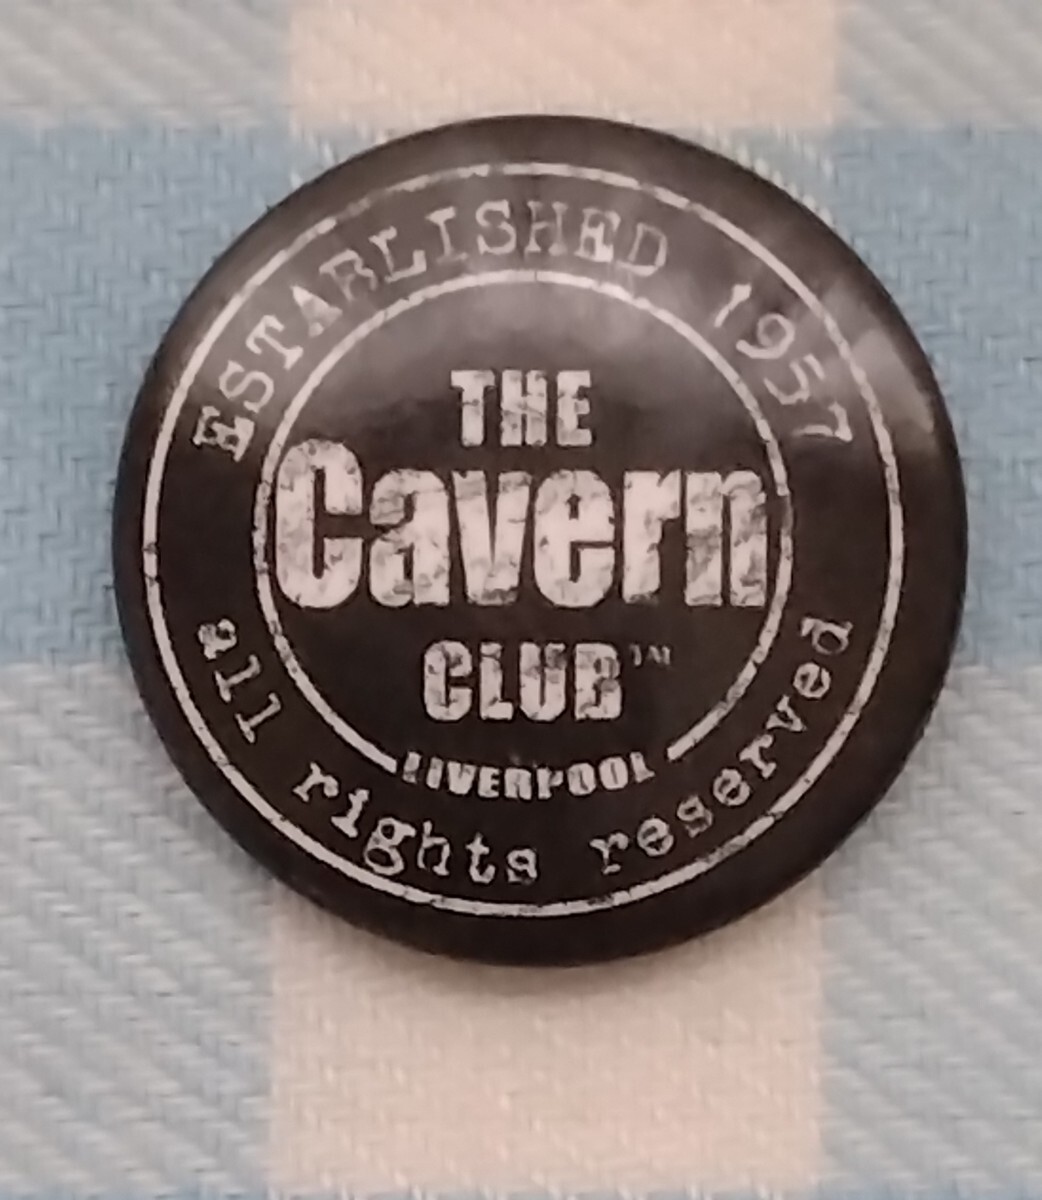 ESTABLISHED 1957
THE
Cavern
CLUB™
LIVERPOOL
all rights reserved